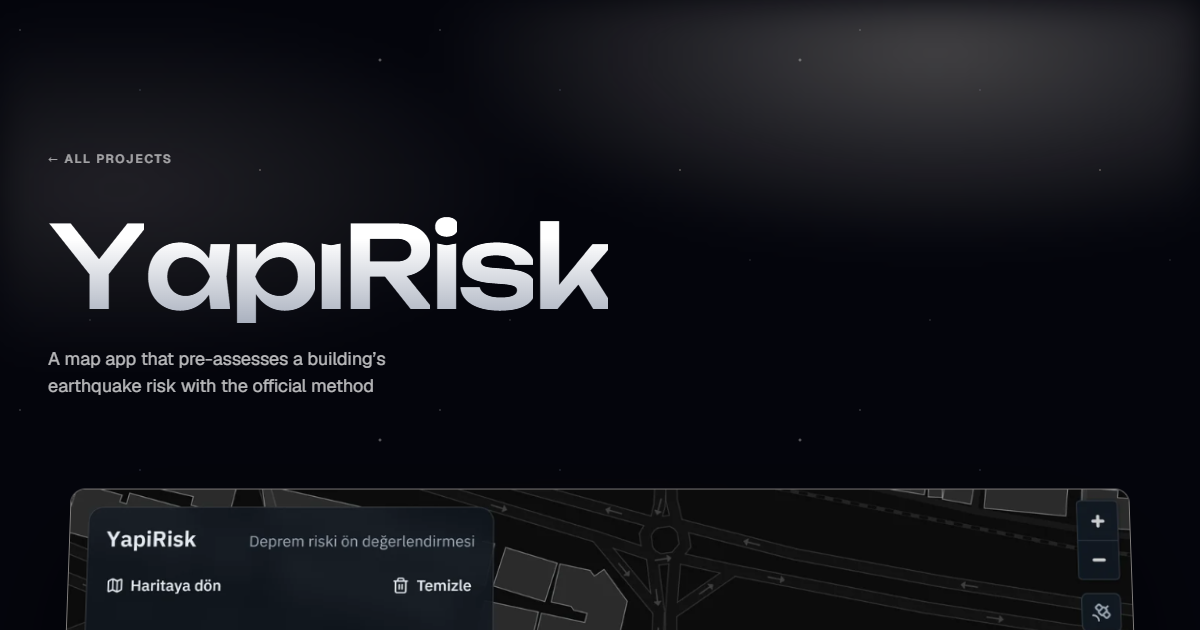 ← ALL PROJECTS
YapıRisk
A map app that pre-assesses a building’s
earthquake risk with the official method
YapiRisk
Deprem riski ön değerlendirmesi
Haritaya dön
Temizle
+
−